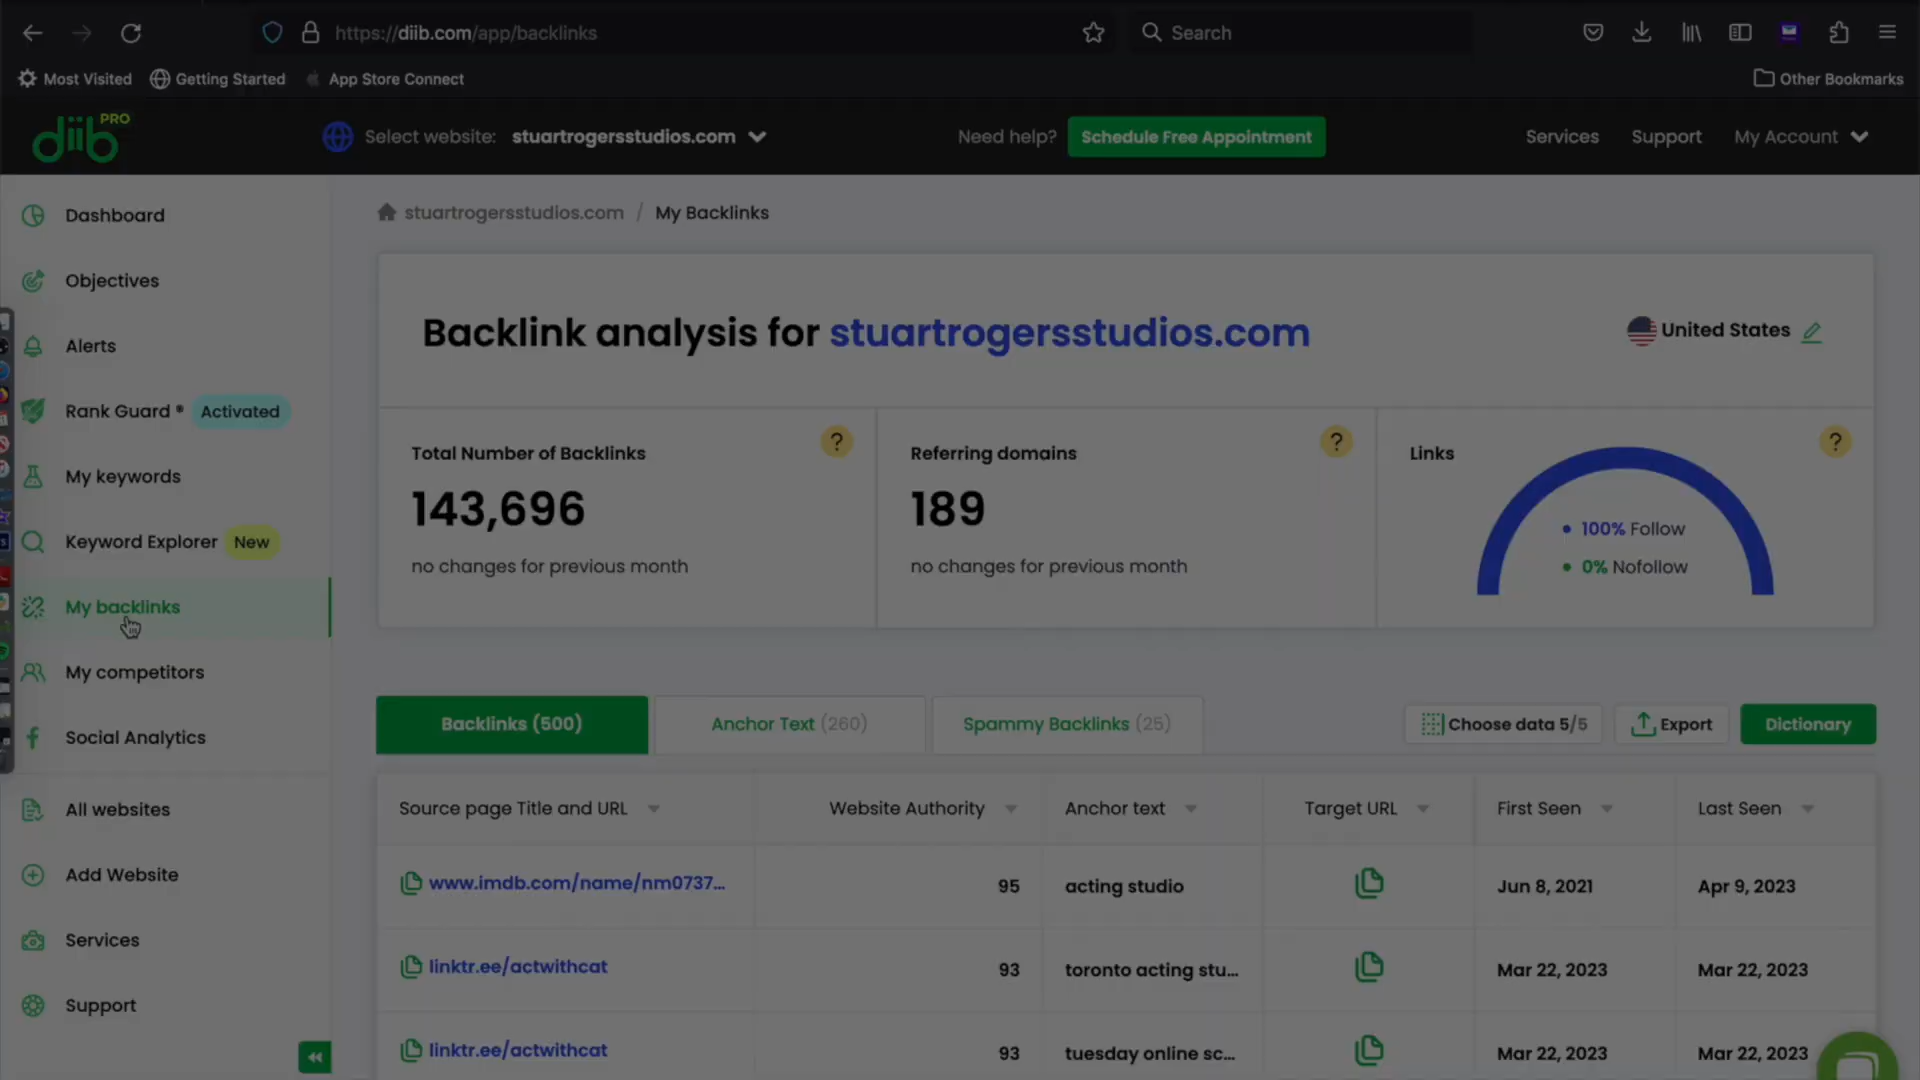 https://diib.com/app/backlinks
Search
Most Visited
Getting Started
App Store Connect
Other Bookmarks
diib PRO
Select website: stuartrogersstudios.com
Need help?
Schedule Free Appointment
Services
Support
My Account
Dashboard
Objectives
Alerts
Rank Guard ® Activated
My keywords
Keyword Explorer New
My backlinks
My competitors
Social Analytics
All websites
Add Website
Services
Support
stuartrogersstudios.com / My Backlinks
Backlink analysis for stuartrogersstudios.com
United States
Total Number of Backlinks ?
143,696
no changes for previous month
Referring domains ?
189
no changes for previous month
Links ?
100% Follow
0% Nofollow
Backlinks (500)
Anchor Text (260)
Spammy Backlinks (25)
Choose data 5/5
Export
Dictionary
Source page Title and URL Website Authority Anchor text Target URL First Seen Last Seen
www.imdb.com/name/nm0737... 95 acting studio Jun 8, 2021 Apr 9, 2023
linktr.ee/actwithcat 93 toronto acting stu... Mar 22, 2023 Mar 22, 2023
linktr.ee/actwithcat 93 tuesday online sc... Mar 22, 2023 Mar 22, 2023